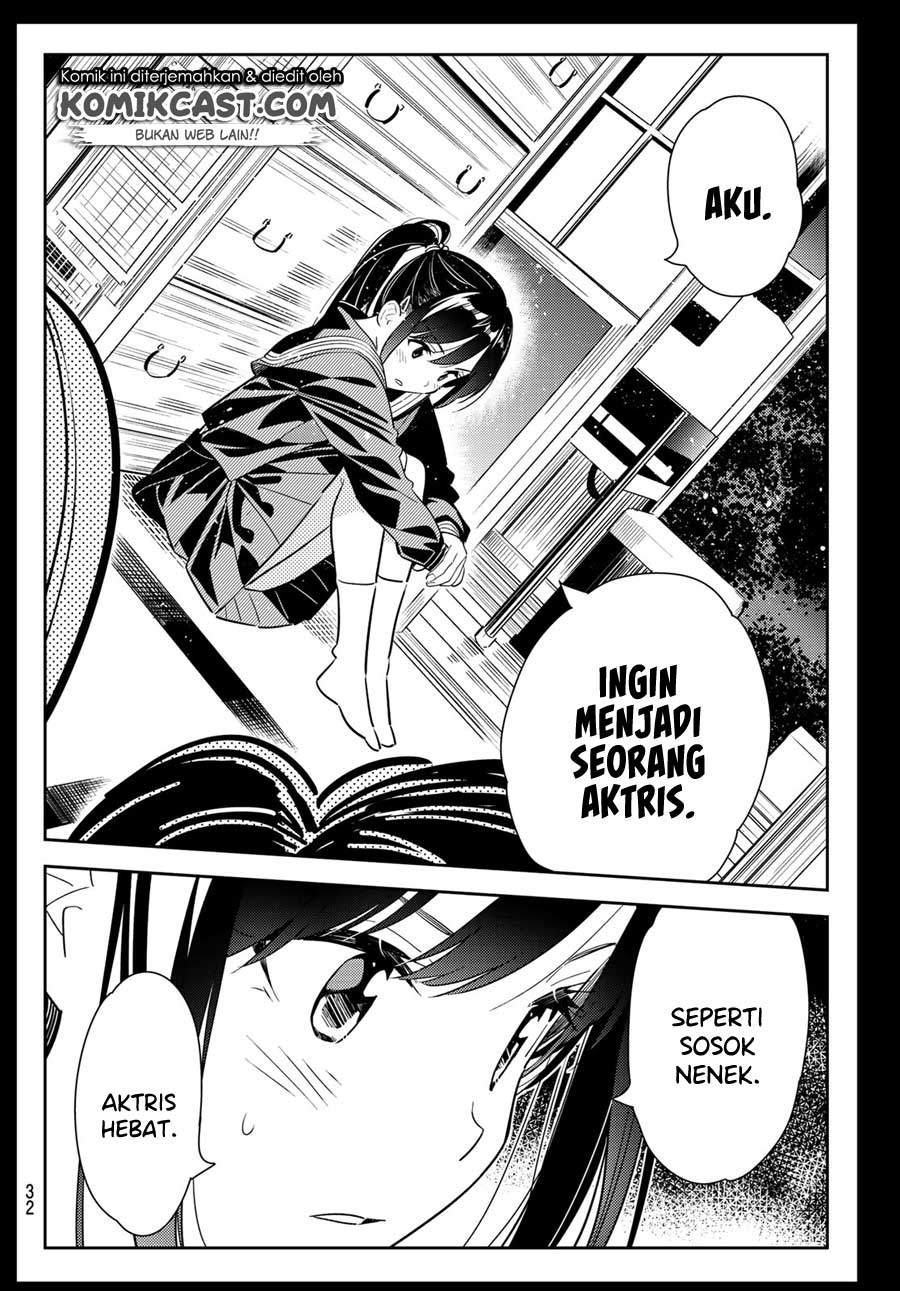 Komik ini diterjemahkan & diedit oleh
KOMIKCAST.COM
BUKAN WEB LAIN!!
AKU.
INGIN
MENJADI
SEORANG
AKTRIS.
SEPERTI
SOSOK
NENEK.
AKTRIS
HEBAT.
32